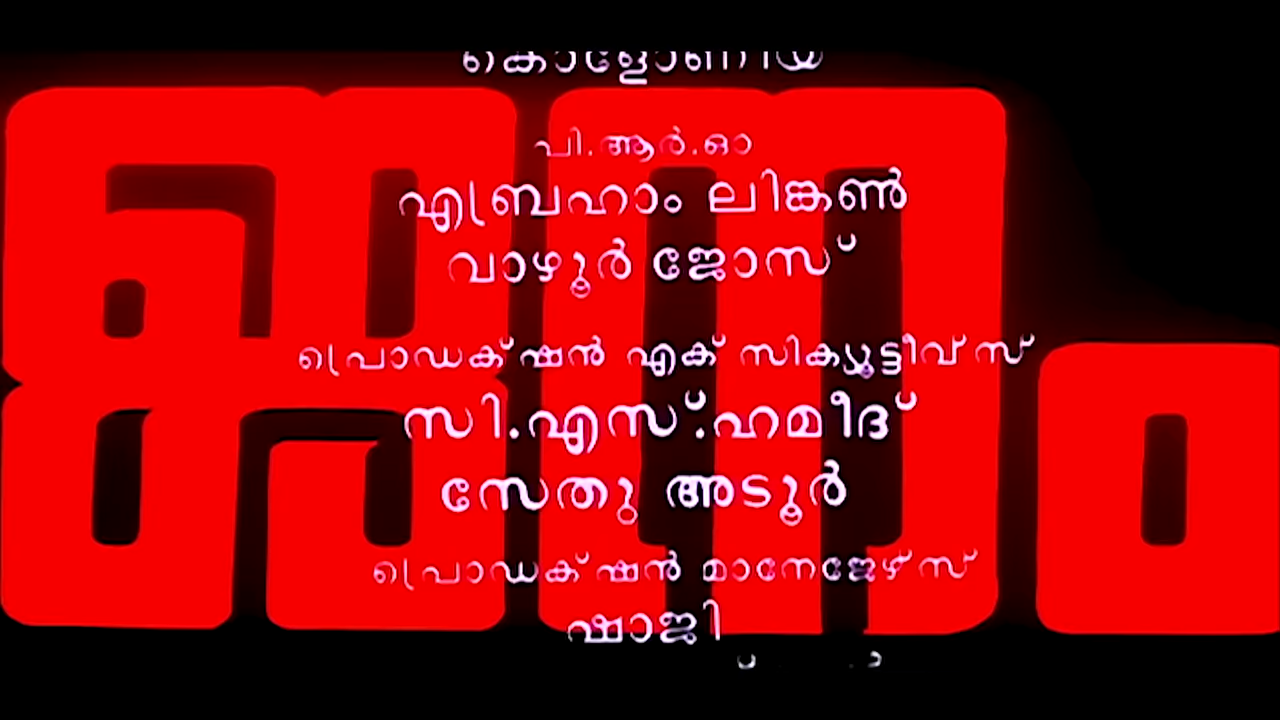 പി.ആർ.ഓ
എബ്രഹാം ലിങ്കൺ
വാഴൂർ ജോസ്
പ്രൊഡക്ഷൻ എക് സിക്യൂട്ടീവ് സ്
സി.എസ്.ഹമീദ്
സേതു അടൂർ
പ്രൊഡക്ഷൻ മാനേജേഴ്സ്
ഷാജി